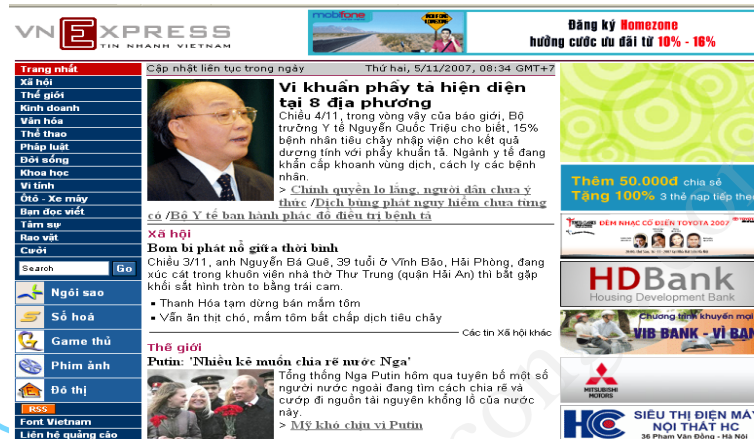 VNEXPRESS
TIN NHANH VIETNAM
mobifone
Đăng ký Homezone
hưởng cước ưu đãi từ 10% - 16%
Trang nhất
Xã hội
Thế giới
Kinh doanh
Văn hóa
Thể thao
Pháp luật
Đời sống
Khoa học
Vi tính
Ôtô - Xe máy
Bạn đọc viết
Tâm sự
Rao vặt
Cười
Search
Go
Ngôi sao
Số hoá
Game thủ
Phim ảnh
Đô thị
RSS
Font Vietnam
Liên hệ quảng cáo
Cập nhật liên tục trong ngày
Thứ hai, 5/11/2007, 08:34 GMT+7
Vi khuẩn phẩy tả hiện diện
tại 8 địa phương
Chiều 4/11, trong vòng vây của báo giới, Bộ
trưởng Y tế Nguyễn Quốc Triệu cho biết, 15%
bệnh nhân tiêu chảy nhập viện cho kết quả
dương tính với phẩy khuẩn tả. Ngành y tế đang
khẩn cấp khoanh vùng dịch, cách ly các bệnh
nhân.
> Chính quyền lo lắng, người dân chưa ý
thức /Dịch bùng phát nguy hiểm chưa từng
có /Bộ Y tế ban hành phác đồ điều trị bệnh tả
Xã hội
Bom bi phát nổ giữa thời bình
Chiều 3/11, anh Nguyễn Bá Quê, 39 tuổi ở Vĩnh Bảo, Hải Phòng, đang
xúc cát trong khuôn viên nhà thờ Thư Trung (quận Hải An) thì bắt gặp
khối sắt hình tròn to bằng trái cam.
▪ Thanh Hóa tạm dừng bán mắm tôm
▪ Vẫn ăn thịt chó, mắm tôm bất chấp dịch tiêu chảy
Các tin Xã hội khác
Thế giới
Putin: 'Nhiều kẻ muốn chia rẽ nước Nga'
Tổng thống Nga Putin hôm qua tuyên bố một số
người nước ngoài đang tìm cách chia rẽ và
cướp đi nguồn tài nguyên khổng lồ của nước
này.
> Mỹ khó chịu vì Putin
Thêm 50.000đ chia sẻ
Tặng 100% 3 thẻ nạp tiếp the
ĐÊM NHẠC CỔ ĐIỂN TOYOTA 2007
HDBank
Housing Development Bank
Chương trình khuyến mại
VIB BANK - VÌ BẠN
MITSUBISHI
MOTORS
HC
SIÊU THỊ ĐIỆN MÁ
NỘI THẤT HC
36 Phạm Văn Đồng - Hà Nội